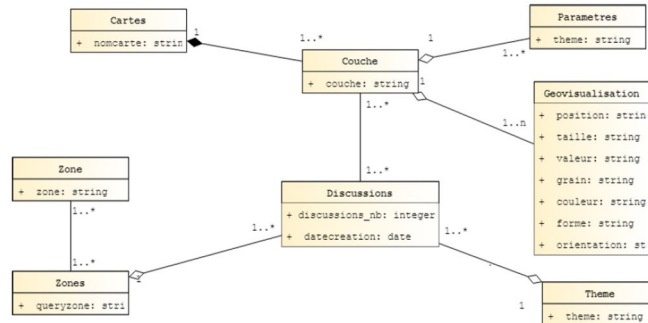 Cartes
+ nomcarte: strin
1
1..*
Couche
+ couche: string
1
1..*
Parametres
+ theme: string
1
1..n
Geovisualisation
+ position: strin
+ taille: string
+ valeur: string
+ grain: string
+ couleur: string
+ forme: string
+ orientation: st
1..*
1..*
Zone
+ zone: string
1..*
1..*
Zones
+ queryzone: stri
1..*
Discussions
+ discussions_nb: integer
+ datecreation: date
1..*
1
Theme
+ theme: string